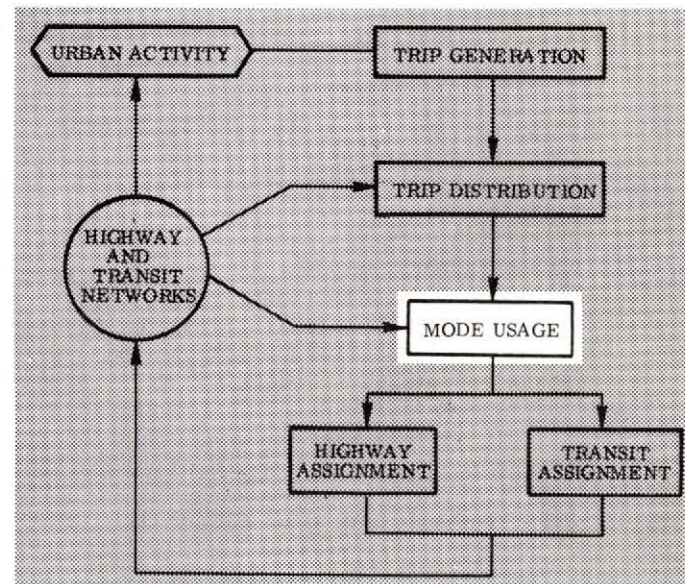 URBAN ACTIVITY
TRIP GENERATION
TRIP DISTRIBUTION
HIGHWAY
AND
TRANSIT
NETWORKS
MODE USAGE
HIGHWAY
ASSIGNMENT
TRANSIT
ASSIGNMENT